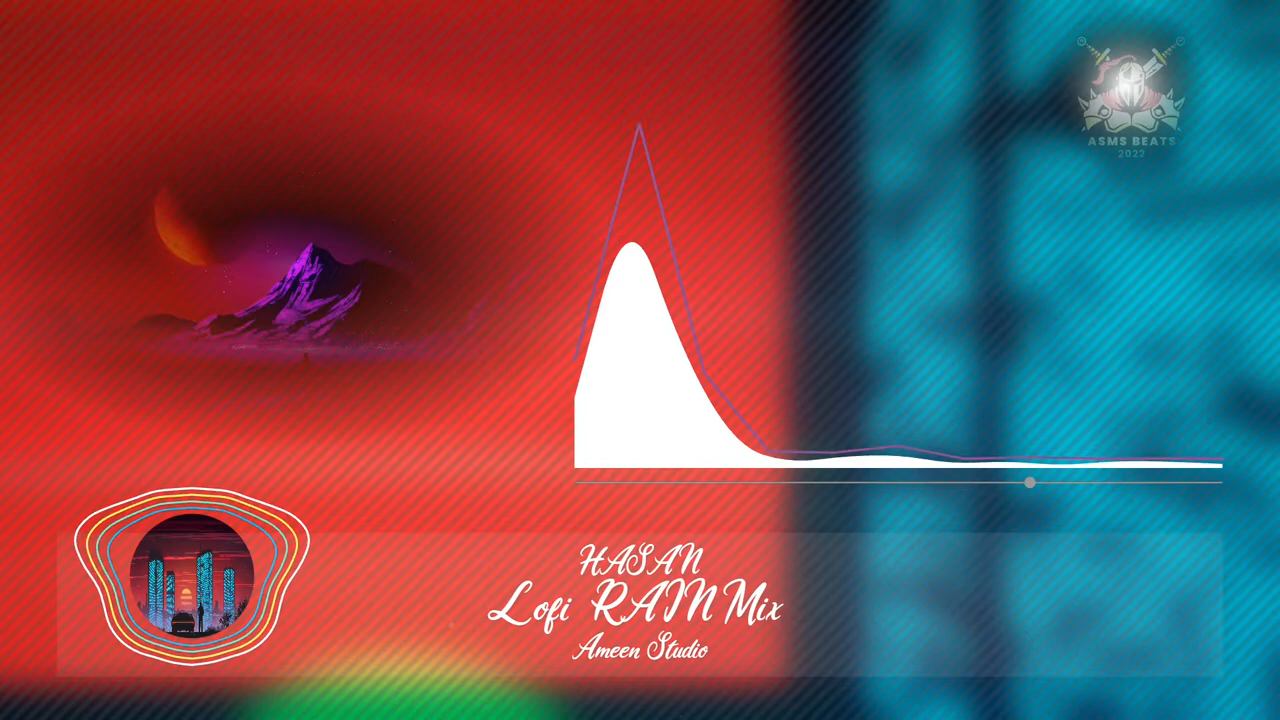 ASMS BEATS
2022
HASAN
Lofi RAIN Mix
Ameen Studio